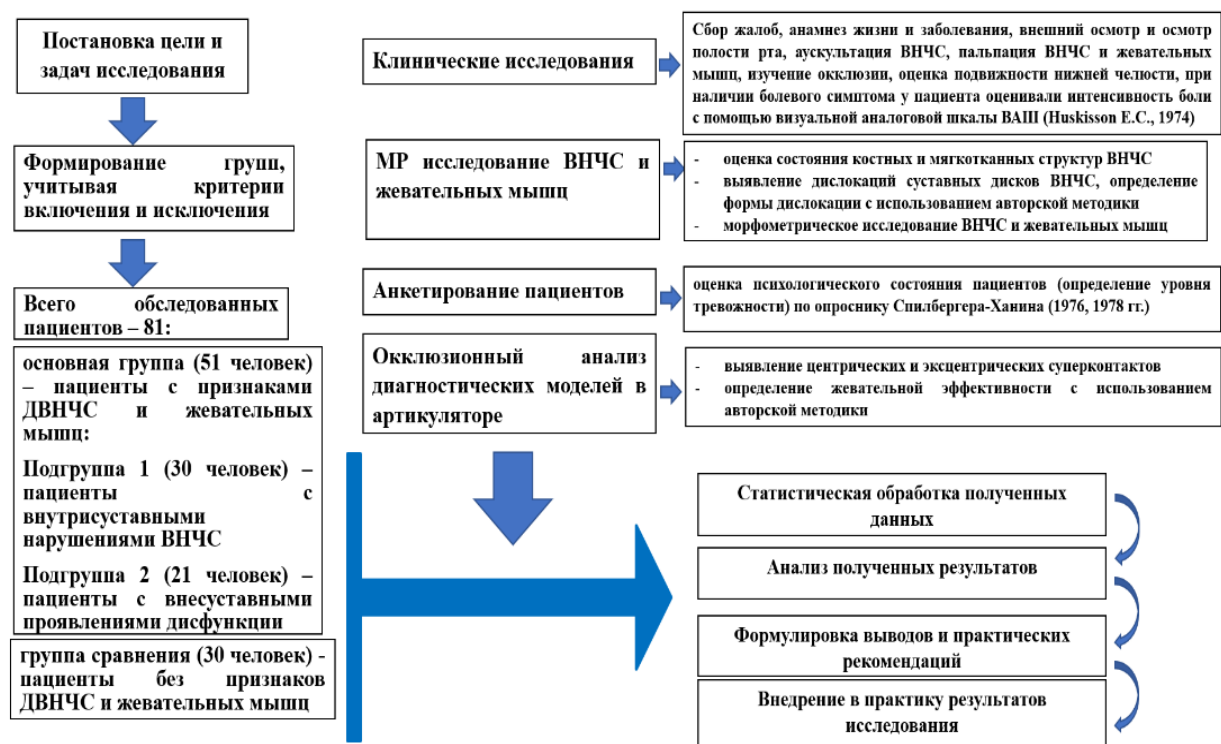 Постановка цели и
задач исследования
Формирование групп,
учитывая критерии
включения и исключения
Всего обследованных
пациентов – 81:
основная группа (51 человек)
– пациенты с признаками
ДВНЧС и жевательных
мышц:
Подгруппа 1 (30 человек) –
пациенты с
внутрисуставными
нарушениями ВНЧС
Подгруппа 2 (21 человек) –
пациенты с внесуставными
проявлениями дисфункции
группа сравнения (30 человек) -
пациенты без признаков
ДВНЧС и жевательных мышц
Клинические исследования
Сбор жалоб, анамнез жизни и заболевания, внешний осмотр и осмотр
полости рта, аускультация ВНЧС, пальпация ВНЧС и жевательных
мышц, изучение окклюзии, оценка подвижности нижней челюсти, при
наличии болевого симптома у пациента оценивали интенсивность боли
с помощью визуальной аналоговой шкалы ВАШ (Huskisson E.C., 1974)
МР исследование ВНЧС и
жевательных мышц
- оценка состояния костных и мягкотканных структур ВНЧС
- выявление дислокаций суставных дисков ВНЧС, определение
формы дислокации с использованием авторской методики
- морфометрическое исследование ВНЧС и жевательных мышц
Анкетирование пациентов
оценка психологического состояния пациентов (определение уровня
тревожности) по опроснику Спилбергера-Ханина (1976, 1978 гг.)
Окклюзионный анализ
диагностических моделей в
артикуляторе
- выявление центрических и эксцентрических суперконтактов
- определение жевательной эффективности с использованием
авторской методики
Статистическая обработка полученных
данных
Анализ полученных результатов
Формулировка выводов и практических
рекомендаций
Внедрение в практику результатов
исследования